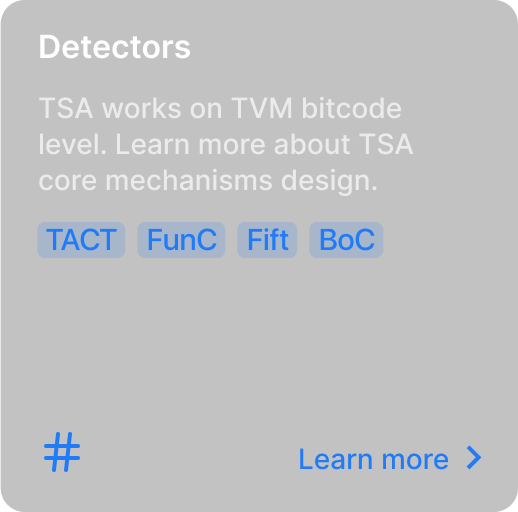 Detectors
TSA works on TVM bitcode
level. Learn more about TSA
core mechanisms design.
TACT FunC Fift BoC
# Learn more >